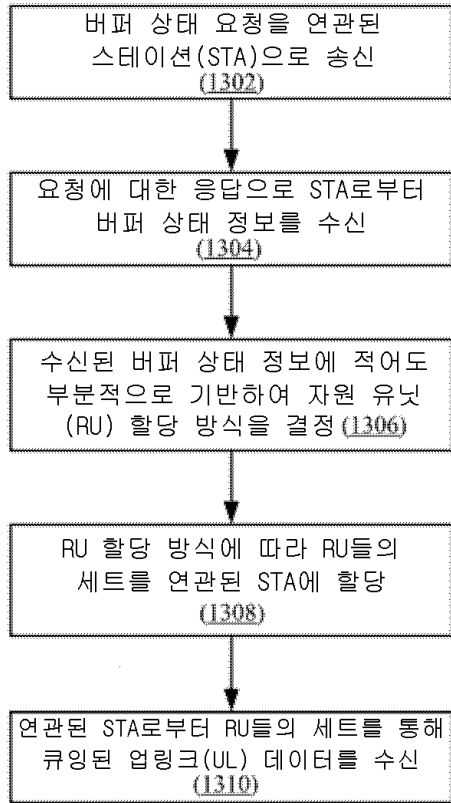 버퍼 상태 요청을 연관된
스테이션(STA)으로 송신
(1302)
요청에 대한 응답으로 STA로부터
버퍼 상태 정보를 수신
(1304)
수신된 버퍼 상태 정보에 적어도
부분적으로 기반하여 자원 유닛
(RU) 할당 방식을 결정(1306)
RU 할당 방식에 따라 RU들의
세트를 연관된 STA에 할당
(1308)
연관된 STA로부터 RU들의 세트를 통해
큐잉된 업링크(UL) 데이터를 수신
(1310)